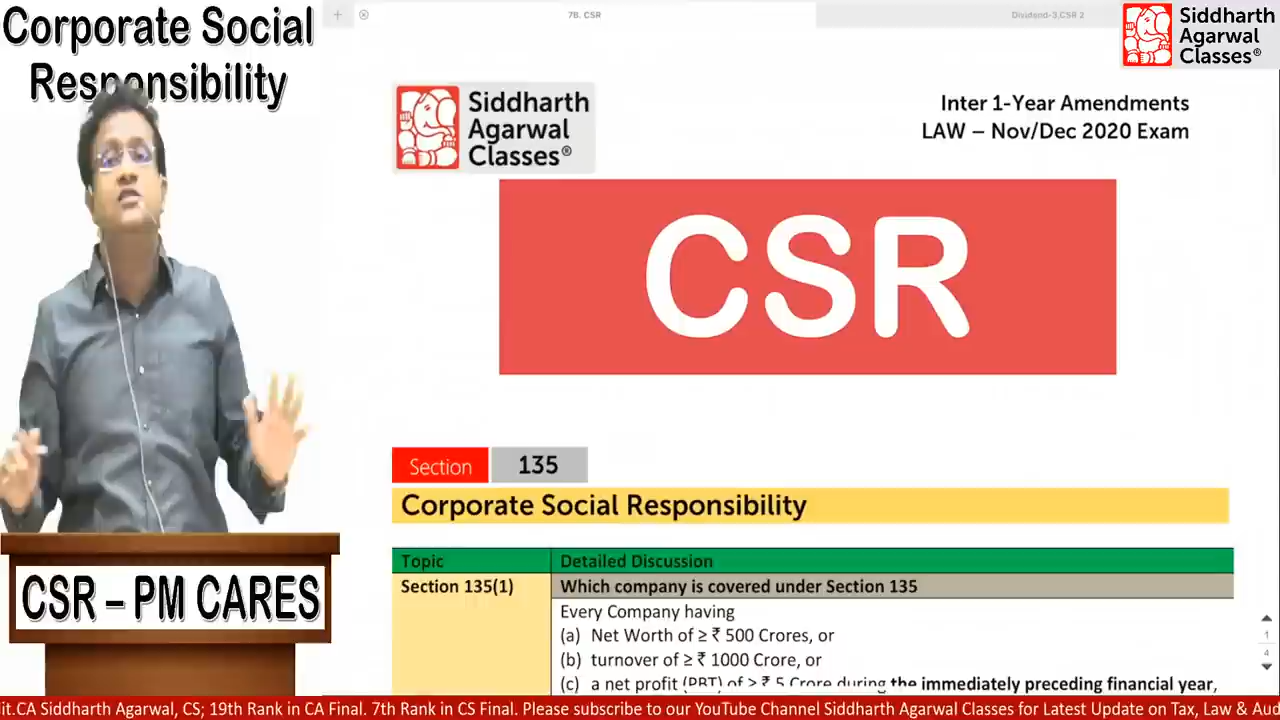 Corporate Social
Responsibility
7B. CSR
Dividend-3,CSR 2
Siddharth
Agarwal
Classes®
Siddharth
Agarwal
Classes®
Inter 1-Year Amendments
LAW – Nov/Dec 2020 Exam
CSR
Section 135
Corporate Social Responsibility
Topic Detailed Discussion
Section 135(1) Which company is covered under Section 135
Every Company having
(a) Net Worth of ≥ ₹ 500 Crores, or
(b) turnover of ≥ ₹ 1000 Crore, or
(c) a net profit (PBT) of ≥ ₹ 5 Crore during the immediately preceding financial year,
1
4
CSR – PM CARES
it.CA Siddharth Agarwal, CS; 19th Rank in CA Final. 7th Rank in CS Final. Please subscribe to our YouTube Channel Siddharth Agarwal Classes for Latest Update on Tax, Law & Aud